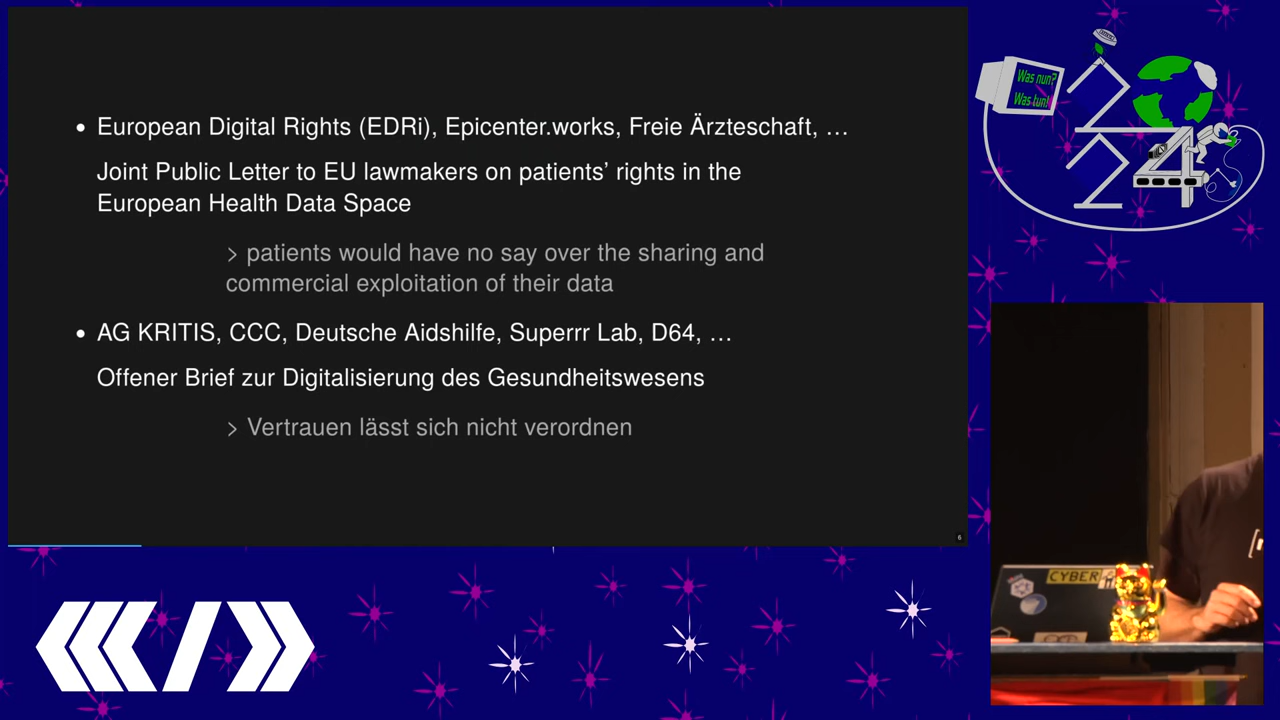 European Digital Rights (EDRi), Epicenter.works, Freie Ärzteschaft, …
Joint Public Letter to EU lawmakers on patients’ rights in the
European Health Data Space
> patients would have no say over the sharing and
commercial exploitation of their data
AG KRITIS, CCC, Deutsche Aidshilfe, Superrr Lab, D64, …
Offener Brief zur Digitalisierung des Gesundheitswesens
> Vertrauen lässt sich nicht verordnen
6
Was nun?
Was tun!
2024
CYBER